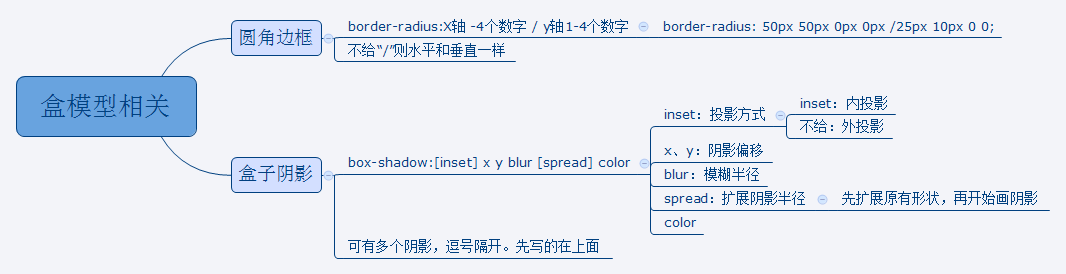 盒模型相关
圆角边框
border-radius:X轴 -4个数字 / y轴1-4个数字
border-radius: 50px 50px 0px 0px /25px 10px 0 0;
不给“/”则水平和垂直一样
盒子阴影
box-shadow:[inset] x y blur [spread] color
inset：投影方式
inset：内投影
不给：外投影
x、y：阴影偏移
blur：模糊半径
spread：扩展阴影半径
先扩展原有形状，再开始画阴影
color
可有多个阴影，逗号隔开。先写的在上面